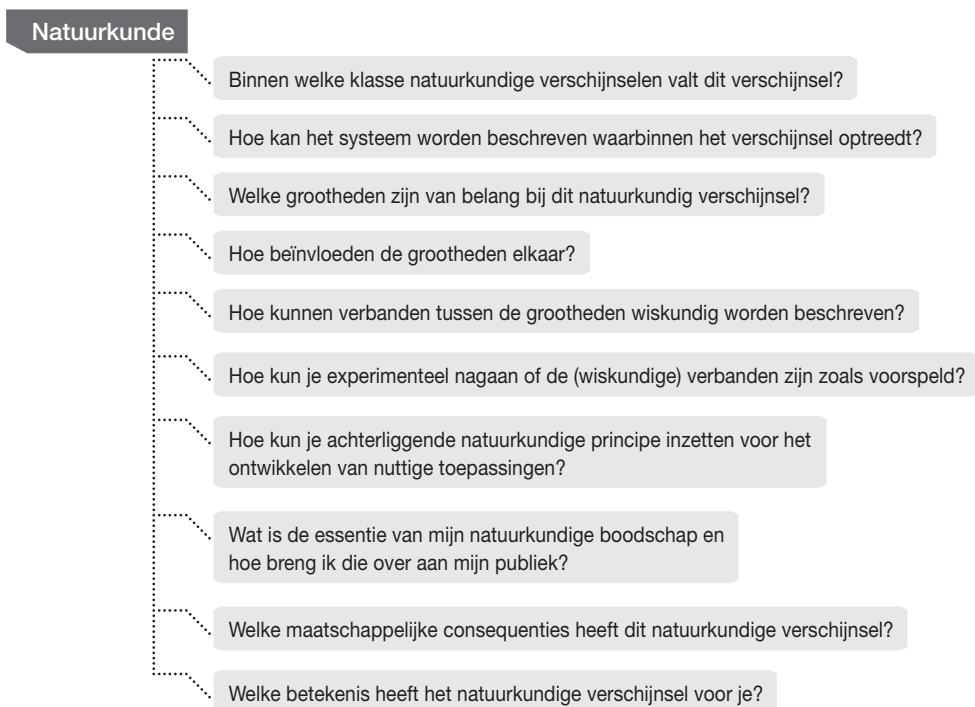 Natuurkunde
Binnen welke klasse natuurkundige verschijnselen valt dit verschijnsel?
Hoe kan het systeem worden beschreven waarbinnen het verschijnsel optreedt?
Welke grootheden zijn van belang bij dit natuurkundig verschijnsel?
Hoe beïnvloeden de grootheden elkaar?
Hoe kunnen verbanden tussen de grootheden wiskundig worden beschreven?
Hoe kun je experimenteel nagaan of de (wiskundige) verbanden zijn zoals voorspeld?
Hoe kun je achterliggende natuurkundige principe inzetten voor het
ontwikkelen van nuttige toepassingen?
Wat is de essentie van mijn natuurkundige boodschap en
hoe breng ik die over aan mijn publiek?
Welke maatschappelijke consequenties heeft dit natuurkundige verschijnsel?
Welke betekenis heeft het natuurkundige verschijnsel voor je?